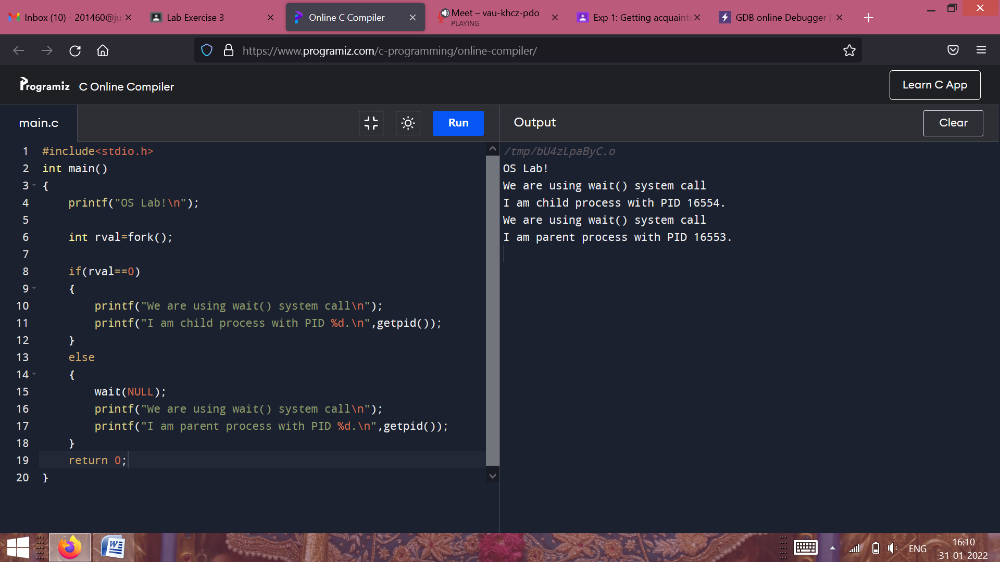 Inbox (10) - 201460@ju
Lab Exercise 3
Online C Compiler
Meet – vau-khcz-pdo
PLAYING
Exp 1: Getting acquainte
GDB online Debugger |
https://www.programiz.com/c-programming/online-compiler/
Programiz C Online Compiler
Learn C App
main.c
Run
Output
Clear
1 #include<stdio.h>
2 int main()
3 {
4     printf("OS Lab!\n");
5
6     int rval=fork();
7
8     if(rval==0)
9     {
10         printf("We are using wait() system call\n");
11         printf("I am child process with PID %d.\n",getpid());
12     }
13     else
14     {
15         wait(NULL);
16         printf("We are using wait() system call\n");
17         printf("I am parent process with PID %d.\n",getpid());
18     }
19     return 0;
20 }
/tmp/bU4zLpaByC.o
OS Lab!
We are using wait() system call
I am child process with PID 16554.
We are using wait() system call
I am parent process with PID 16553.
ENG
16:10
31-01-2022